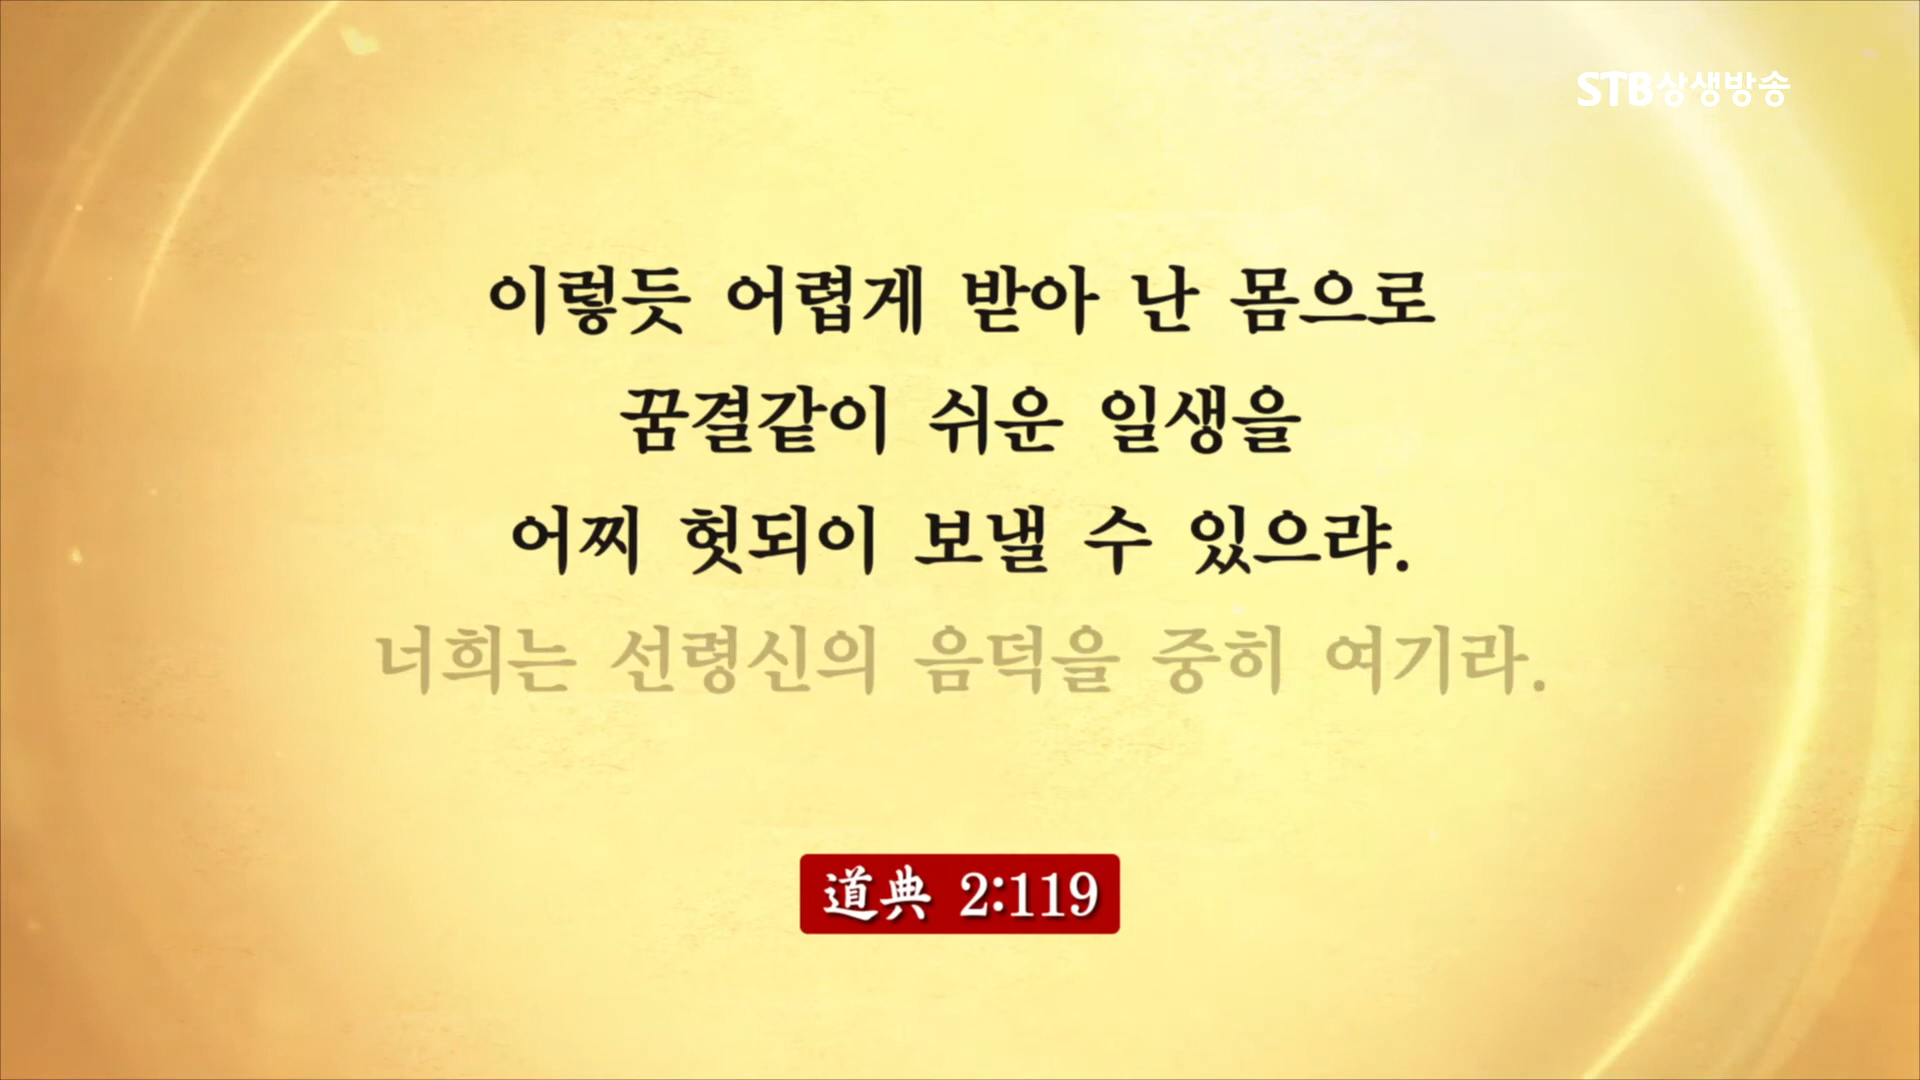 STB상생방송
이렇듯 어렵게 받아 난 몸으로
꿈결같이 쉬운 일생을
어찌 헛되이 보낼 수 있으랴.
너희는 선령신의 음덕을 중히 여기라.
道典 2:119